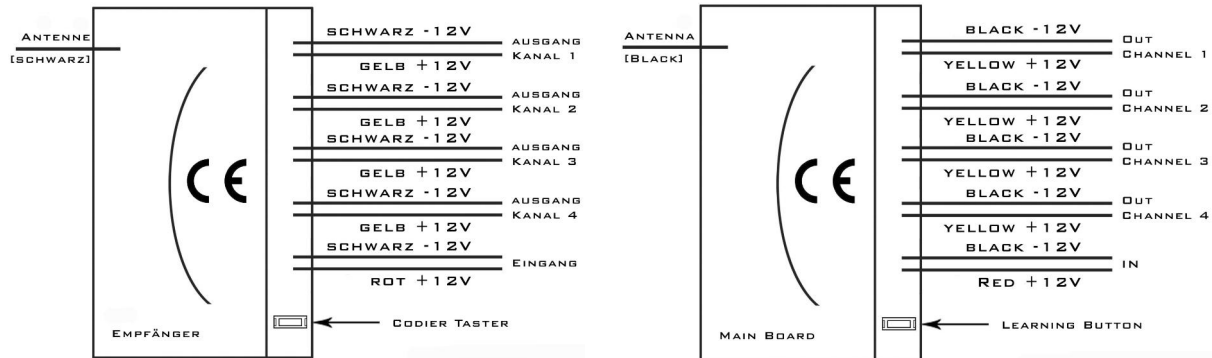 ANTENNE
[SCHWARZ]
SCHWARZ -12V
AUSGANG
KANAL 1
GELB +12V
SCHWARZ -12V
AUSGANG
KANAL 2
GELB +12V
SCHWARZ -12V
AUSGANG
KANAL 3
GELB +12V
SCHWARZ -12V
AUSGANG
KANAL 4
GELB +12V
SCHWARZ -12V
EINGANG
ROT +12V
CE
EMPFÄNGER
CODIER TASTER
ANTENNA
[BLACK]
BLACK -12V
OUT
CHANNEL 1
YELLOW +12V
BLACK -12V
OUT
CHANNEL 2
YELLOW +12V
BLACK -12V
OUT
CHANNEL 3
YELLOW +12V
BLACK -12V
OUT
CHANNEL 4
YELLOW +12V
BLACK -12V
IN
RED +12V
CE
MAIN BOARD
LEARNING BUTTON